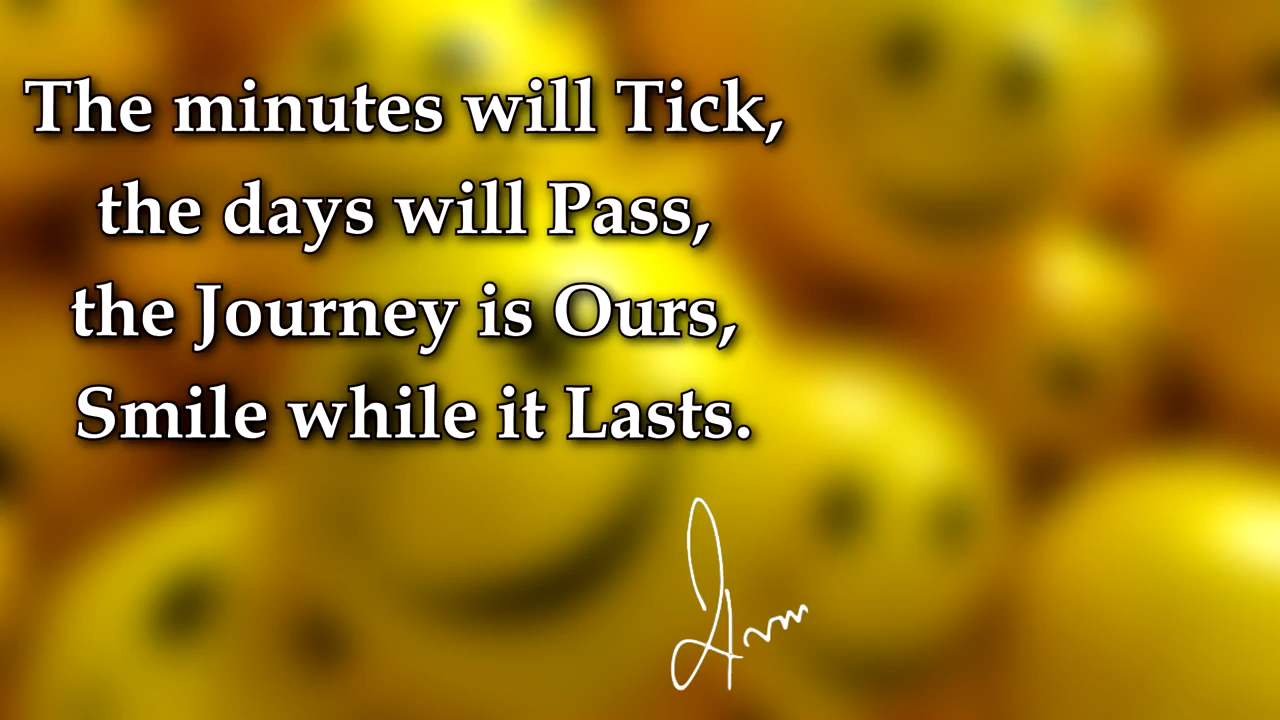 The minutes will Tick,
the days will Pass,
the Journey is Ours,
Smile while it Lasts.